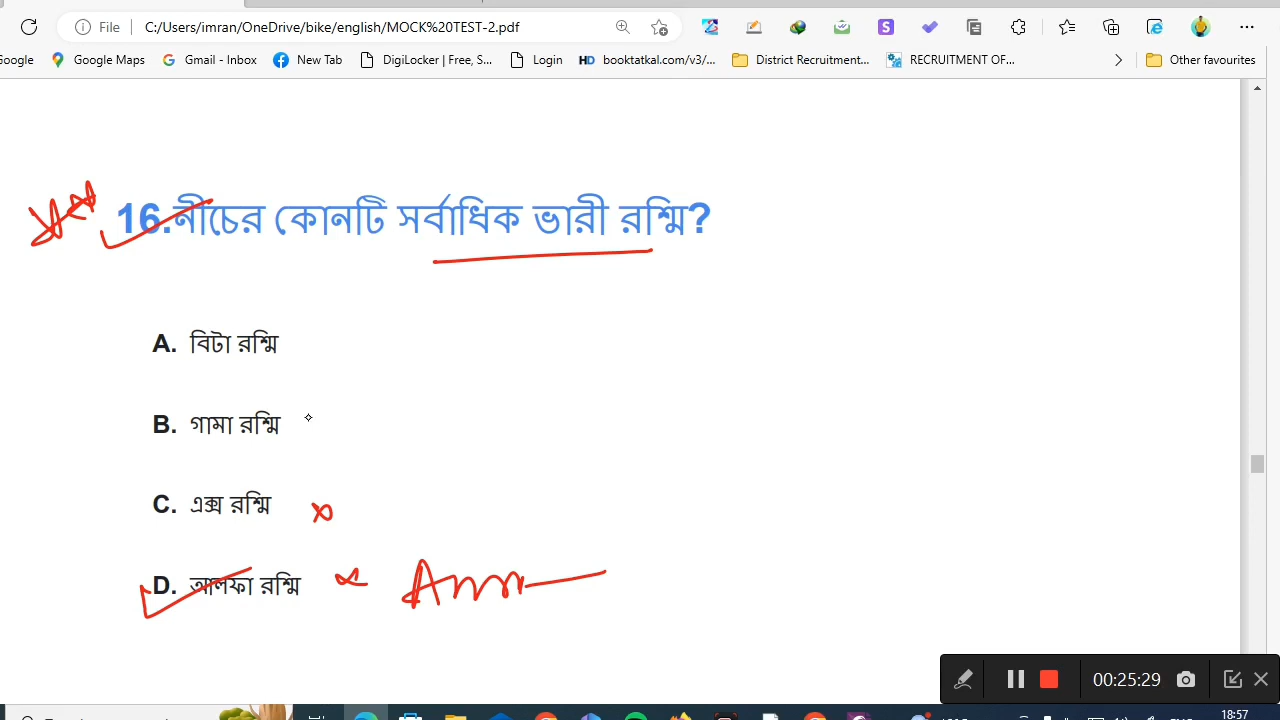 File C:/Users/imran/OneDrive/bike/english/MOCK%20TEST-2.pdf
Google Maps Gmail - Inbox New Tab DigiLocker | Free, S... Login HD booktatkal.com/v3/... District Recruitment... RECRUITMENT OF... Other favourites
16.নীচের কোনটি সর্বাধিক ভারী রশ্মি?
A. বিটা রশ্মি
B. গামা রশ্মি
C. এক্স রশ্মি
D. আলফা রশ্মি
00:25:29
18:57